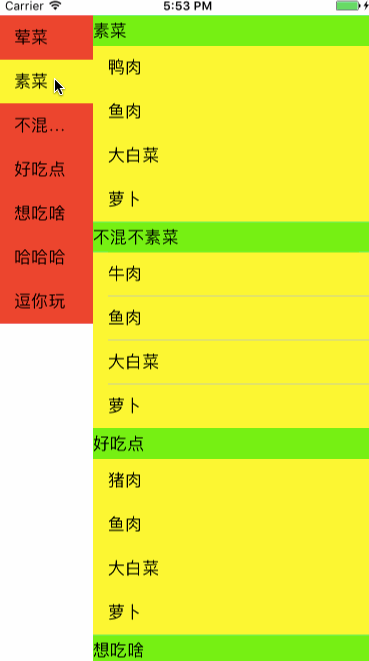 Carrier 5:53 PM
荤菜
素菜
不混...
好吃点
想吃啥
哈哈哈
逗你玩
素菜
鸭肉
鱼肉
大白菜
萝卜
不混不素菜
牛肉
鱼肉
大白菜
萝卜
好吃点
猪肉
鱼肉
大白菜
萝卜
想吃啥